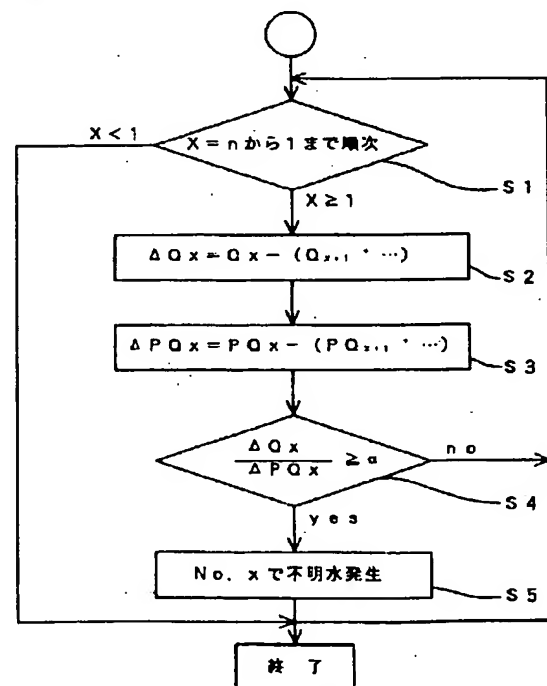 X<1
X=nから1まで順次
S1
X≥1
ΔQx=Qx-(Qx+1+…)
S2
ΔPQx=PQx-(PQx+1+…)
S3
ΔQx
ΔPQx
≧a
no
S4
yes
No. xで不明水発生
S5
終了